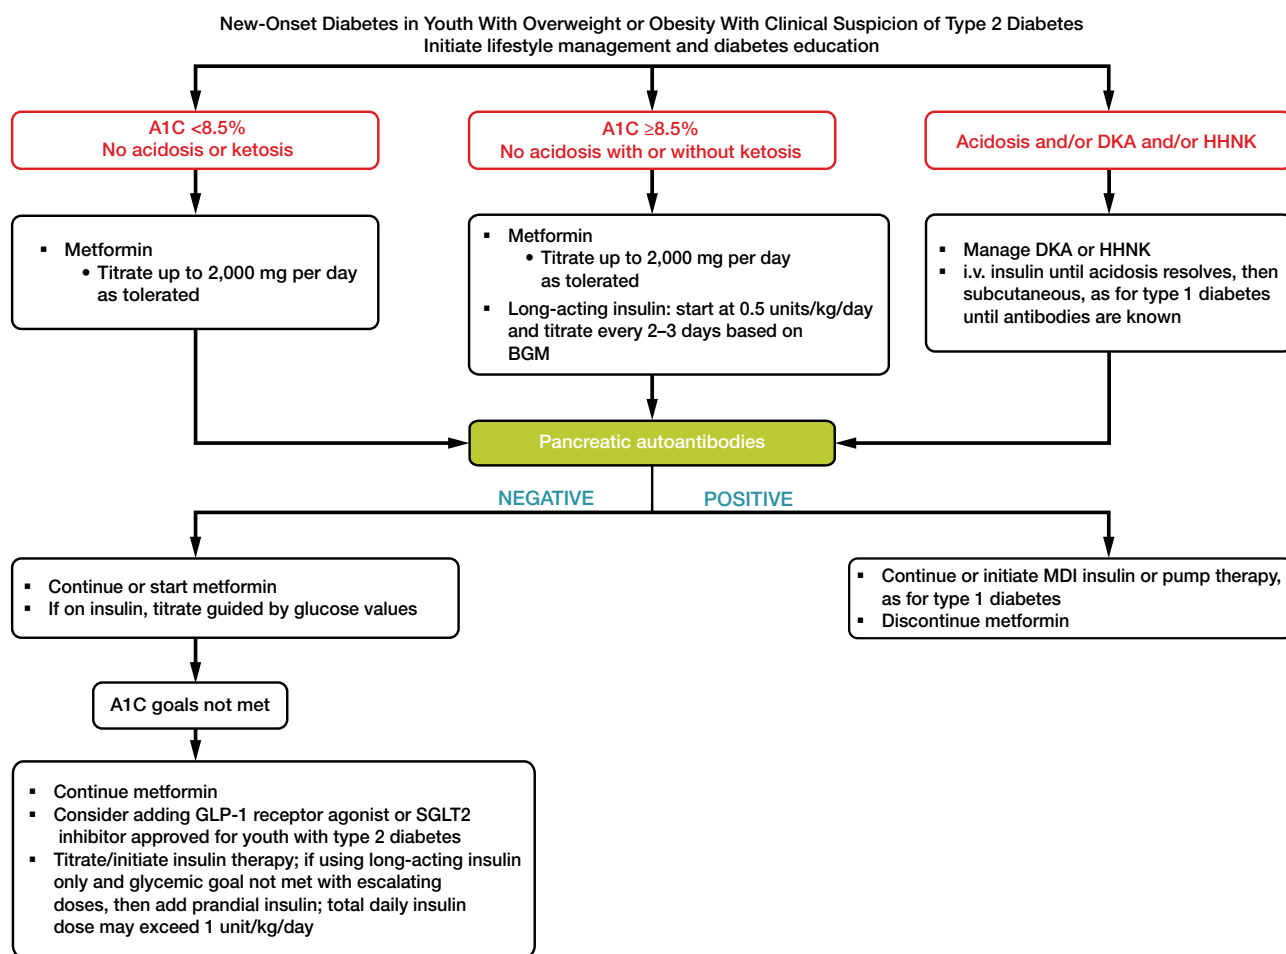 New-Onset Diabetes in Youth With Overweight or Obesity With Clinical Suspicion of Type 2 Diabetes
Initiate lifestyle management and diabetes education
A1C <8.5%
No acidosis or ketosis
A1C ≥8.5%
No acidosis with or without ketosis
Acidosis and/or DKA and/or HHNK
▪ Metformin
• Titrate up to 2,000 mg per day
as tolerated
▪ Metformin
• Titrate up to 2,000 mg per day
as tolerated
▪ Long-acting insulin: start at 0.5 units/kg/day
and titrate every 2–3 days based on
BGM
▪ Manage DKA or HHNK
▪ i.v. insulin until acidosis resolves, then
subcutaneous, as for type 1 diabetes
until antibodies are known
Pancreatic autoantibodies
NEGATIVE
POSITIVE
▪ Continue or start metformin
▪ If on insulin, titrate guided by glucose values
▪ Continue or initiate MDI insulin or pump therapy,
as for type 1 diabetes
▪ Discontinue metformin
A1C goals not met
▪ Continue metformin
▪ Consider adding GLP-1 receptor agonist or SGLT2
inhibitor approved for youth with type 2 diabetes
▪ Titrate/initiate insulin therapy; if using long-acting insulin
only and glycemic goal not met with escalating
doses, then add prandial insulin; total daily insulin
dose may exceed 1 unit/kg/day